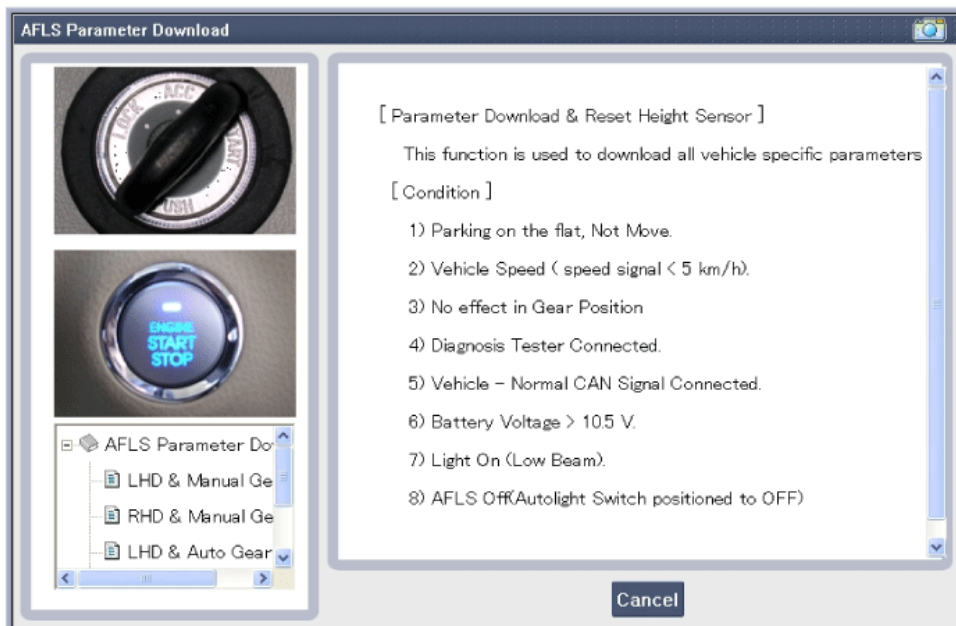 AFLS Parameter Download
LOCK ACC START PUSH
ENGINE
START
STOP
AFLS Parameter Do
LHD & Manual Ge
RHD & Manual Ge
LHD & Auto Gear
[ Parameter Download & Reset Height Sensor ]
This function is used to download all vehicle specific parameters
[ Condition ]
1) Parking on the flat, Not Move.
2) Vehicle Speed ( speed signal < 5 km/h).
3) No effect in Gear Position
4) Diagnosis Tester Connected.
5) Vehicle - Normal CAN Signal Connected.
6) Battery Voltage > 10.5 V.
7) Light On (Low Beam).
8) AFLS Off(Autolight Switch positioned to OFF)
Cancel